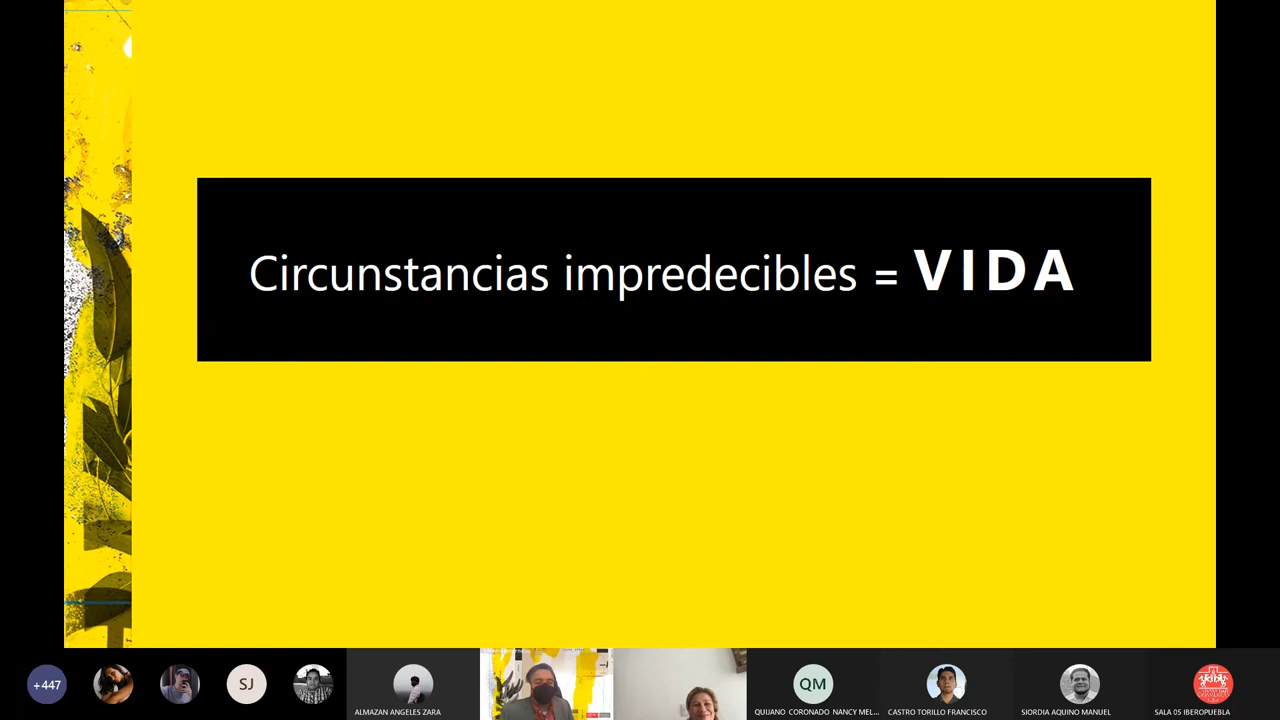 Circunstancias impredecibles = VIDA
+447
SJ
QM
ALMAZAN ANGELES ZARA
QUIJANO CORONADO NANCY MEL...
CASTRO TORILLO FRANCISCO
SIORDIA AQUINO MANUEL
SALA 05 IBEROPUEBLA